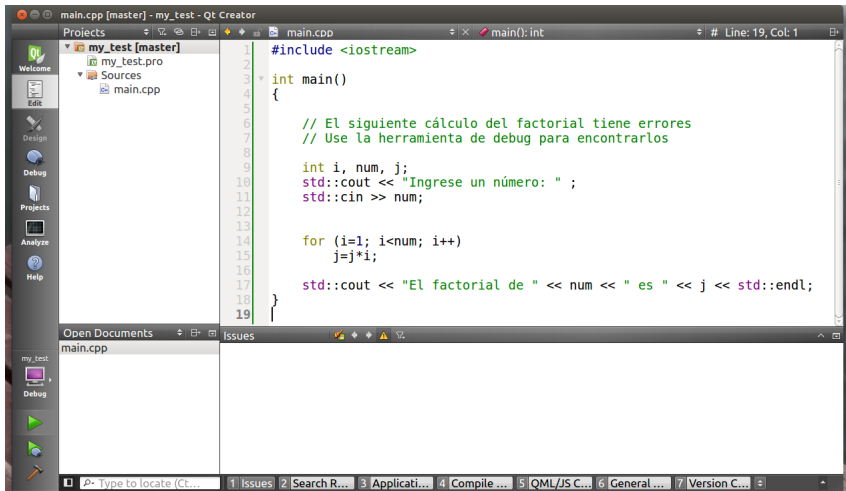 main.cpp [master] - my_test - Qt Creator
Projects
main.cpp
main(): int
# Line: 19, Col: 1
Welcome
Edit
Design
Debug
Projects
Analyze
Help
my_test
Debug
my_test [master]
my_test.pro
Sources
main.cpp
1 #include <iostream>
2
3 int main()
4 {
5
6 // El siguiente cálculo del factorial tiene errores
7 // Use la herramienta de debug para encontrarlos
8
9 int i, num, j;
10 std::cout << "Ingrese un número: " ;
11 std::cin >> num;
12
13
14 for (i=1; i<num; i++)
15 j=j*i;
16
17 std::cout << "El factorial de " << num << " es " << j << std::endl;
18 }
19
Open Documents
main.cpp
Issues
Type to locate (Ct...
1 Issues
2 Search R...
3 Applicati...
4 Compile ...
5 QML/JS C...
6 General ...
7 Version C...